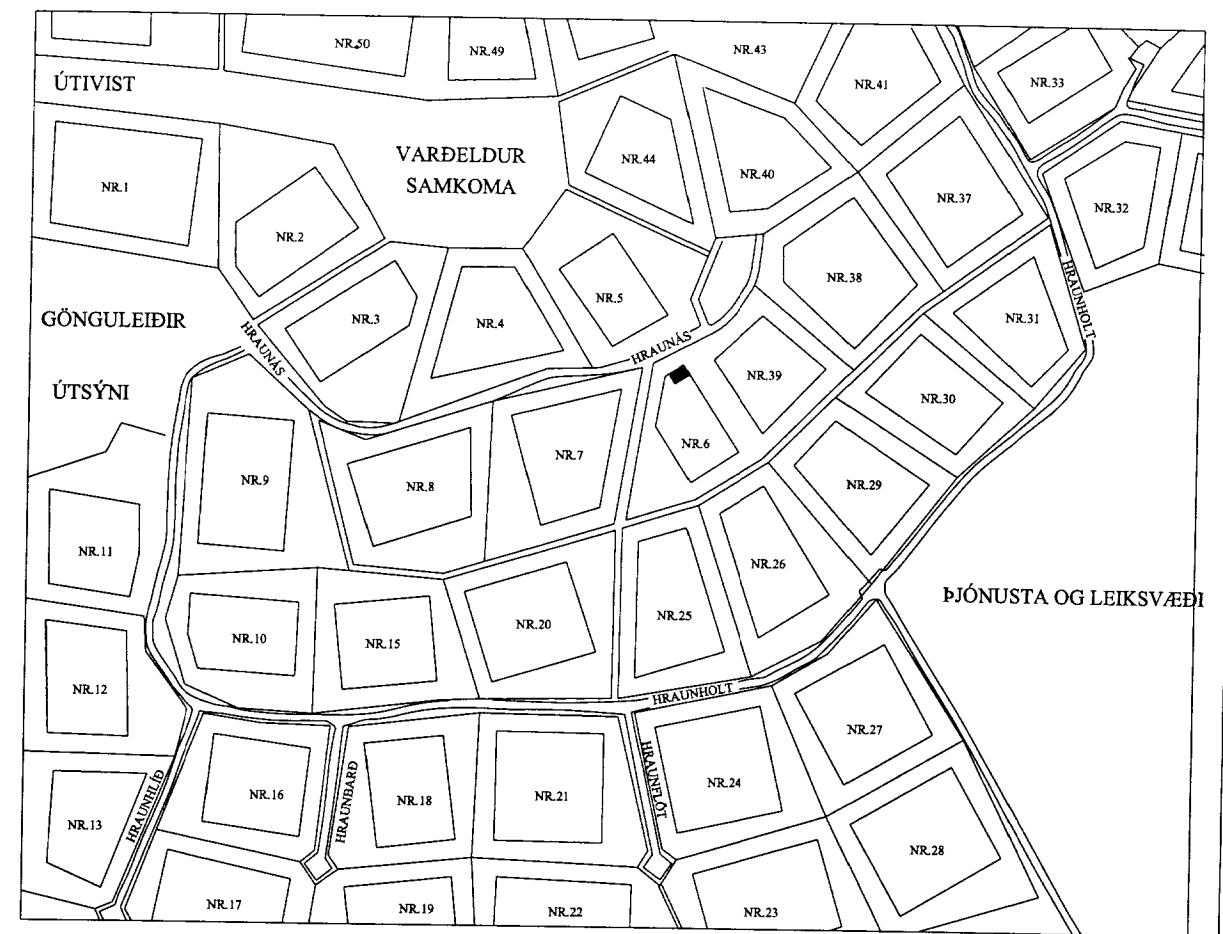 NR.50
NR.49
NR.43
NR.41
NR.33
ÚTIVIST
VARÐELDUR
SAMKOMA
NR.44
NR.40
NR.1
NR.2
NR.37
NR.32
NR.38
HRAUNHOLT
NR.5
GÖNGULEIÐIR
NR.3
NR.4
NR.31
HRAUNÁS
HRAUNÁS
NR.39
ÚTSÝNI
NR.30
NR.6
NR.7
NR.9
NR.8
NR.29
NR.11
NR.26
ÞJÓNUSTA OG LEIKSVÆÐI
NR.25
NR.20
NR.10
NR.15
NR.12
HRAUNHOLT
NR.27
HRAUNFLÖT
NR.24
NR.16
HRAUNBARÐ
NR.18
NR.21
HRAUNHLÍÐ
NR.13
NR.28
NR.17
NR.19
NR.22
NR.23